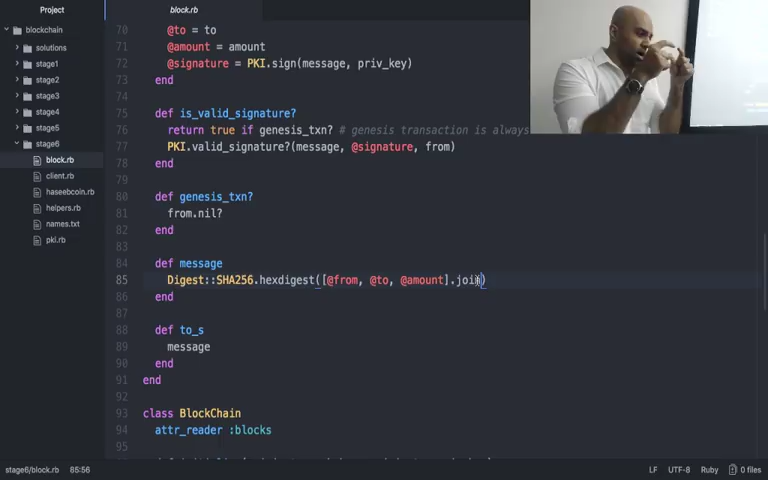 Project
block.rb
blockchain
solutions
stage1
stage2
stage3
stage4
stage5
stage6
block.rb
client.rb
haseebcoin.rb
helpers.rb
names.txt
pki.rb
70 @to = to
71 @amount = amount
72 @signature = PKI.sign(message, priv_key)
73 end
74
75 def is_valid_signature?
76 return true if genesis_txn? # genesis transaction is always
77 PKI.valid_signature?(message, @signature, from)
78 end
79
80 def genesis_txn?
81 from.nil?
82 end
83
84 def message
85 Digest::SHA256.hexdigest([@from, @to, @amount].join)
86 end
87
88 def to_s
89 message
90 end
91 end
92
93 class BlockChain
94 attr_reader :blocks
95
stage6/block.rb 85:56 LF UTF-8 Ruby 0 files